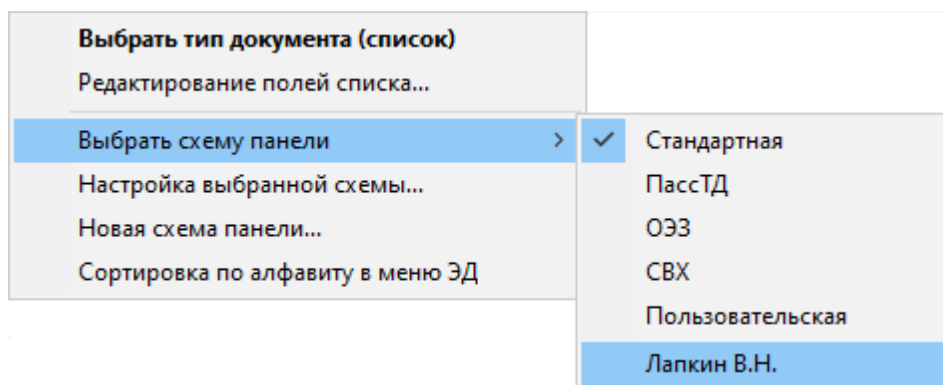 Выбрать тип документа (список)
Редактирование полей списка...
Выбрать схему панели
Настройка выбранной схемы...
Новая схема панели...
Сортировка по алфавиту в меню ЭД
Стандартная
ПассТД
ОЭЗ
СВХ
Пользовательская
Лапкин В.Н.